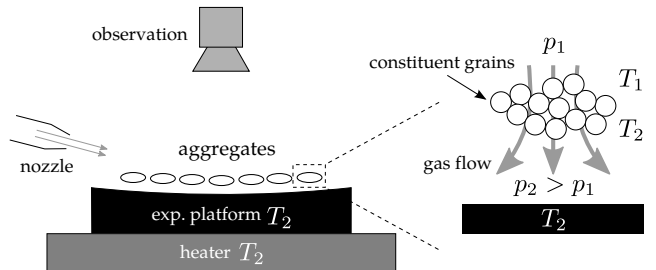 observation
nozzle
aggregates
exp. platform T₂
heater T₂
constituent grains
p₁
T₁
T₂
gas flow
p₂ > p₁
T₂